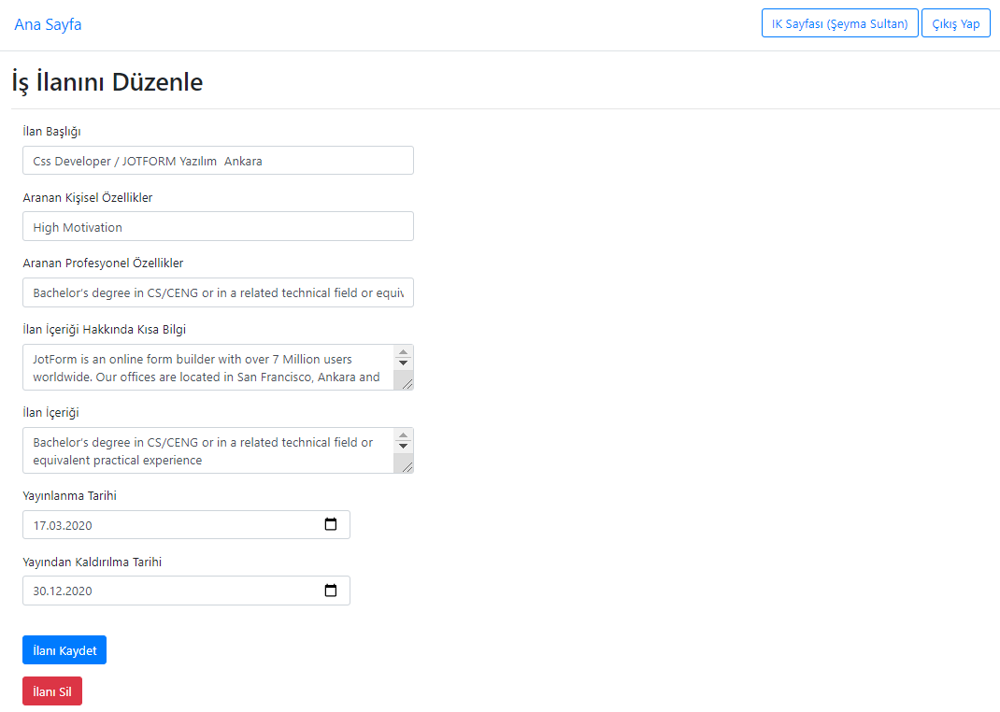 Ana Sayfa
IK Sayfası (Şeyma Sultan)
Çıkış Yap
İş İlanını Düzenle
İlan Başlığı
Css Developer / JOTFORM Yazılım  Ankara
Aranan Kişisel Özellikler
High Motivation
Aranan Profesyonel Özellikler
Bachelor's degree in CS/CENG or in a related technical field or equiv
İlan İçeriği Hakkında Kısa Bilgi
JotForm is an online form builder with over 7 Million users
worldwide. Our offices are located in San Francisco, Ankara and
İlan İçeriği
Bachelor's degree in CS/CENG or in a related technical field or
equivalent practical experience
Yayınlanma Tarihi
17.03.2020
Yayından Kaldırılma Tarihi
30.12.2020
İlanı Kaydet
İlanı Sil